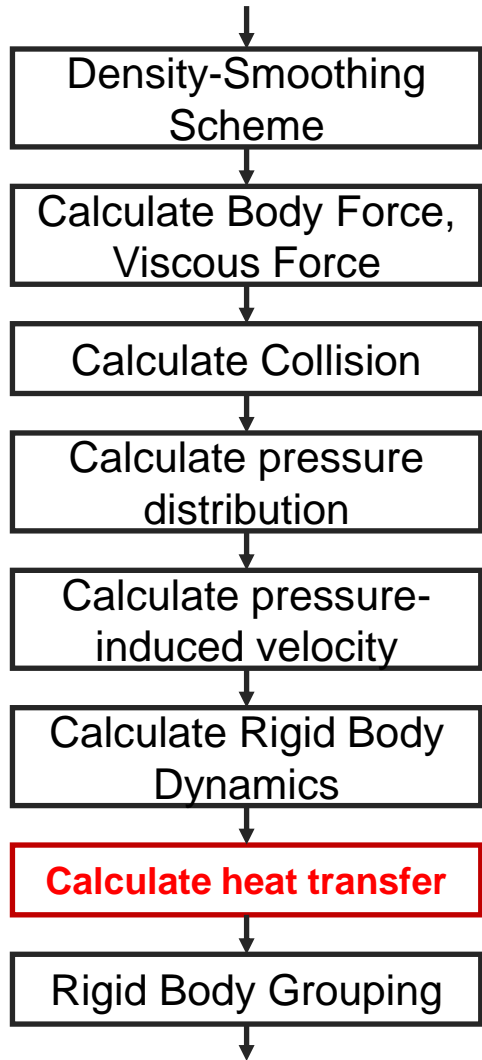 Density-Smoothing
Scheme
Calculate Body Force,
Viscous Force
Calculate Collision
Calculate pressure
distribution
Calculate pressure-
induced velocity
Calculate Rigid Body
Dynamics
Calculate heat transfer
Rigid Body Grouping